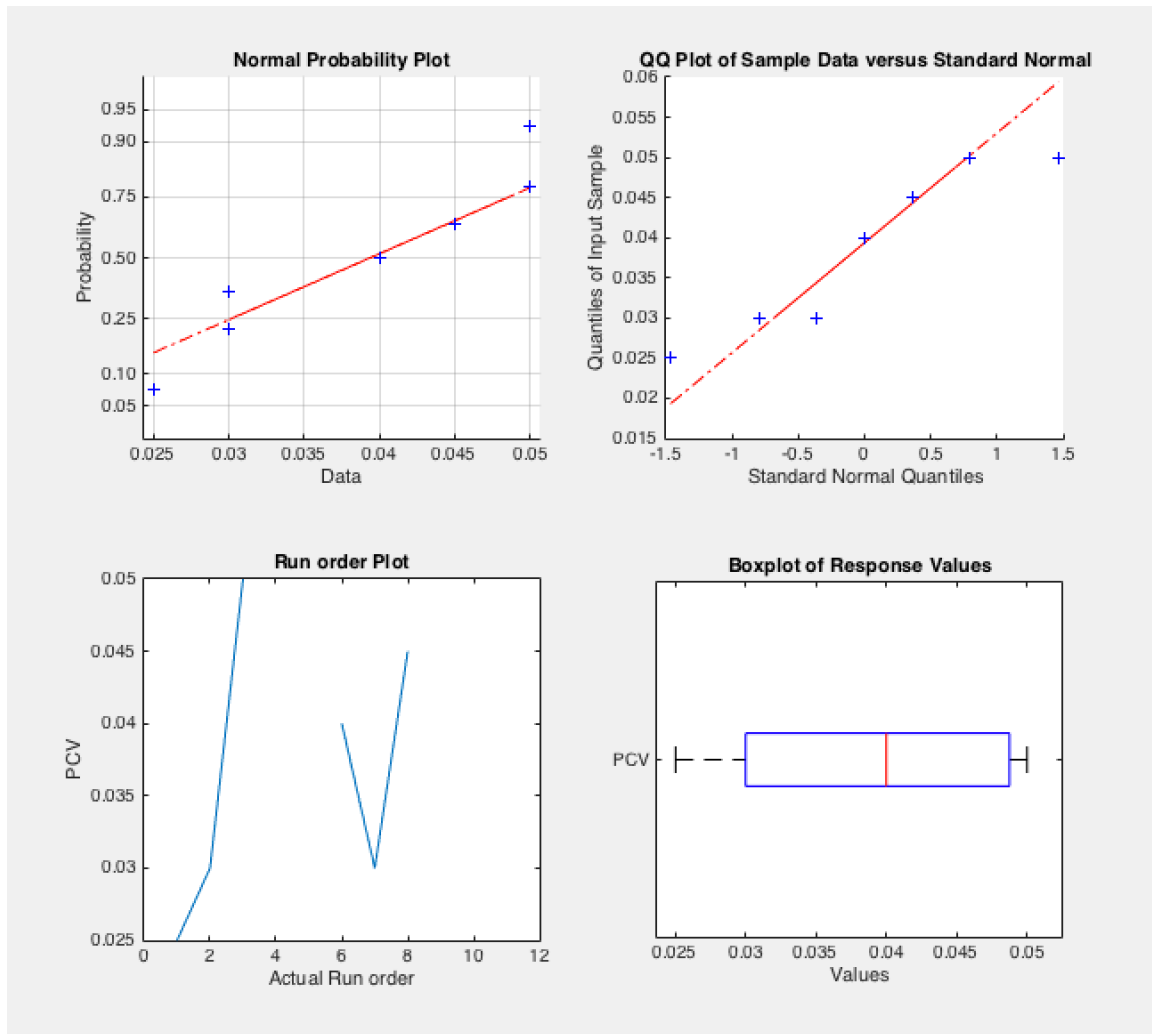 Normal Probability Plot
0.95
0.90
0.75
0.50
0.25
0.10
0.05
Probability
0.025 0.03 0.035 0.04 0.045 0.05
Data
QQ Plot of Sample Data versus Standard Normal
0.06
0.055
0.05
0.045
0.04
0.035
0.03
0.025
0.02
0.015
Quantiles of Input Sample
-1.5 -1 -0.5 0 0.5 1 1.5
Standard Normal Quantiles
Run order Plot
0.05
0.045
0.04
0.035
0.03
0.025
PCV
0 2 4 6 8 10 12
Actual Run order
Boxplot of Response Values
PCV
0.025 0.03 0.035 0.04 0.045 0.05
Values